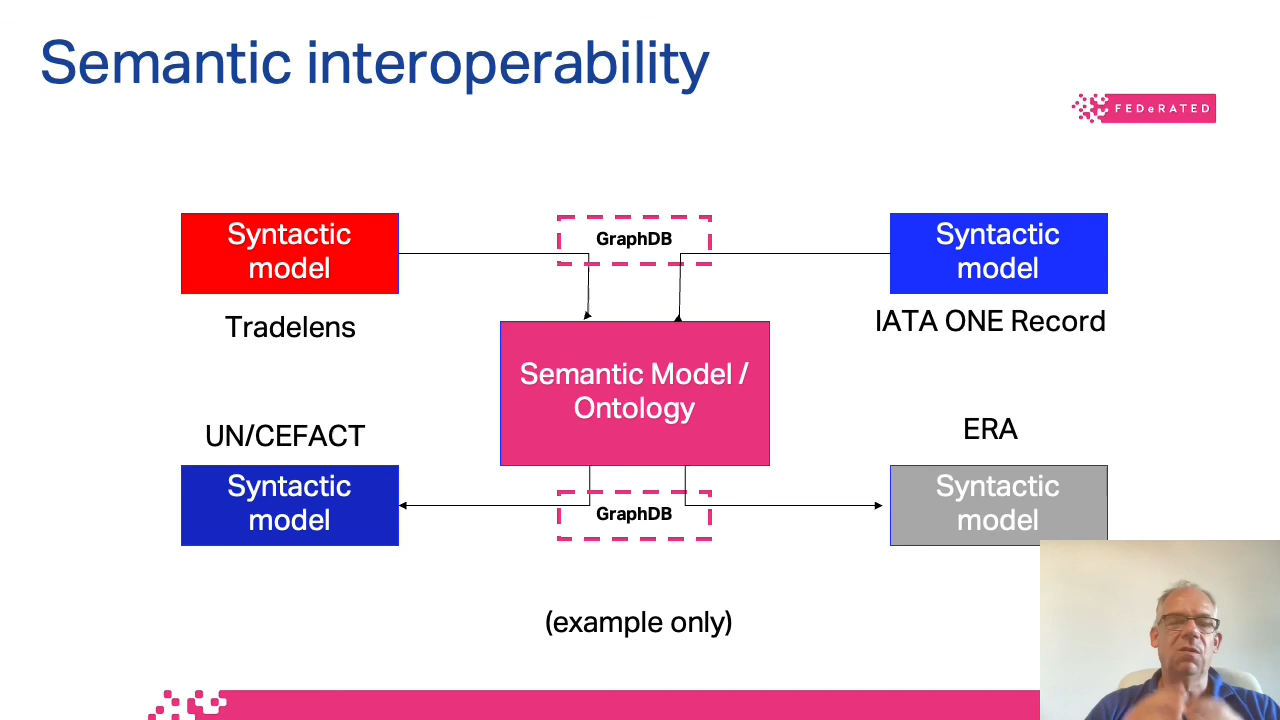 Semantic interoperability
FEDeRATED
Syntactic
model
GraphDB
Syntactic
model
Tradelens
IATA ONE Record
Semantic Model /
Ontology
UN/CEFACT
ERA
Syntactic
model
GraphDB
Syntactic
model
(example only)